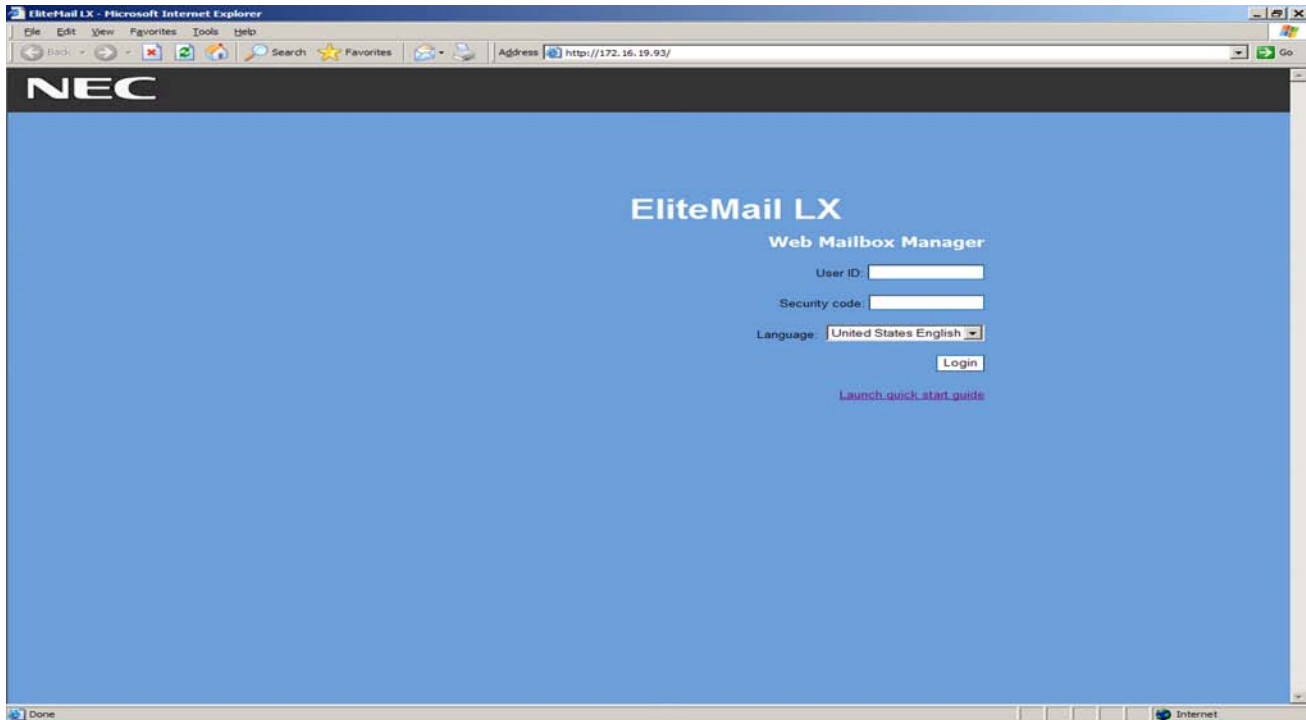 EliteMail LX - Microsoft Internet Explorer
File Edit View Favorites Tools Help
Back Search Favorites Address http://172.16.19.93/ Go
NEC
EliteMail LX
Web Mailbox Manager
User ID:
Security code:
Language: United States English
Login
Launch quick start guide
Done Internet